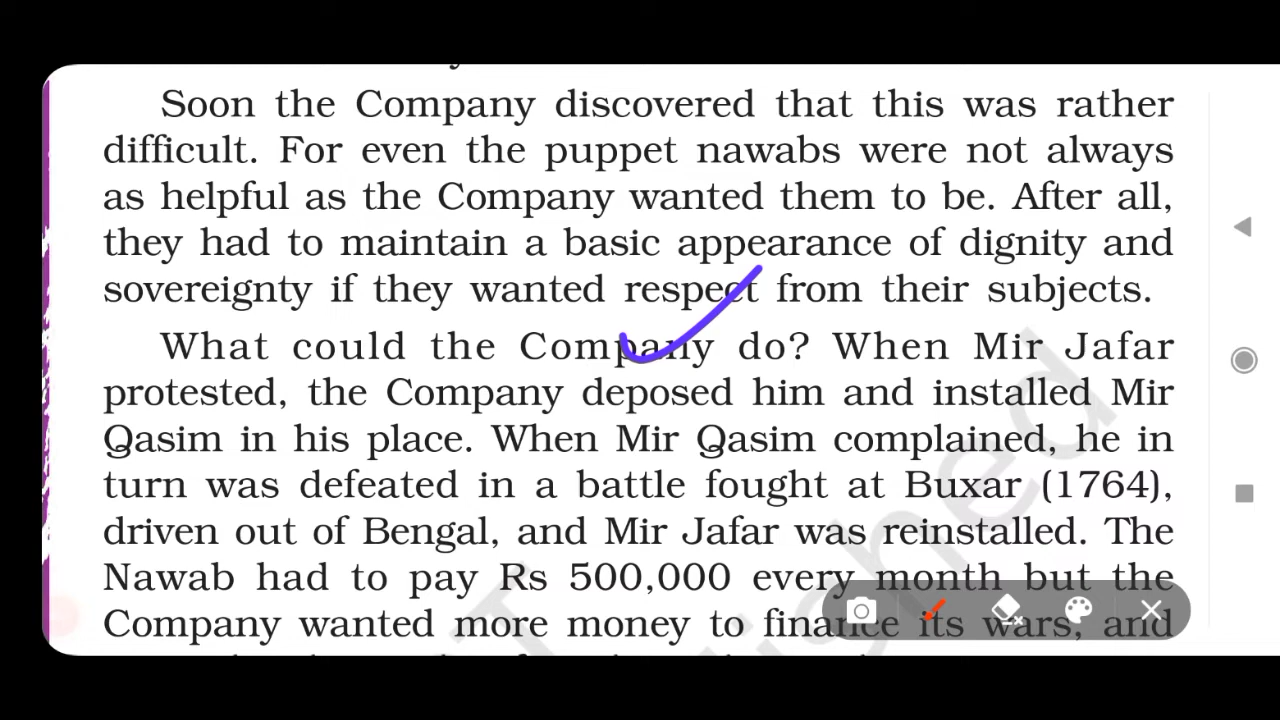 Soon the Company discovered that this was rather
difficult. For even the puppet nawabs were not always
as helpful as the Company wanted them to be. After all,
they had to maintain a basic appearance of dignity and
sovereignty if they wanted respect from their subjects.
What could the Company do? When Mir Jafar
protested, the Company deposed him and installed Mir
Qasim in his place. When Mir Qasim complained, he in
turn was defeated in a battle fought at Buxar (1764),
driven out of Bengal, and Mir Jafar was reinstalled. The
Nawab had to pay Rs 500,000 every month but the
Company wanted more money to finance its wars, and